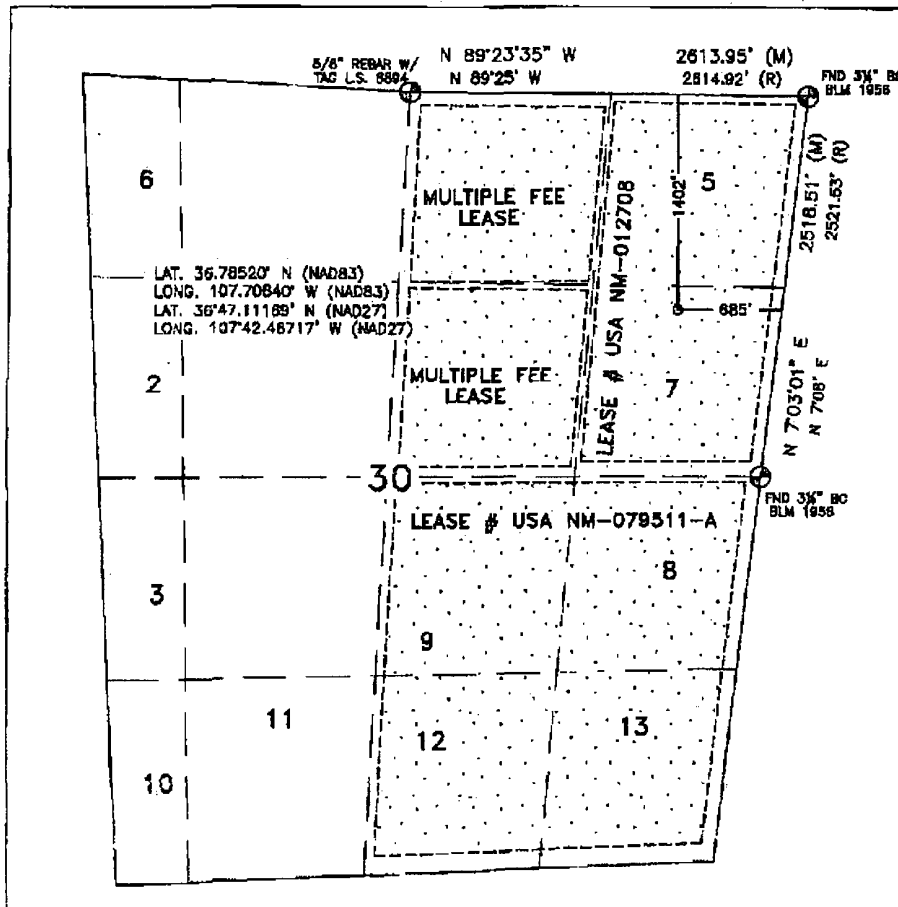 5/8" REBAR W/
TAG L.S. 6894
N 89°23'35" W
N 89°25' W
2613.95' (M)
2614.92' (R)
FND 3¼" BC
BLM 1956
6
5
MULTIPLE FEE
LEASE
LEASE # USA NM-012708
1402'
2518.51' (M)
2521.53' (R)
LAT. 36.78520° N (NAD83)
LONG. 107.70840° W (NAD83)
LAT. 36°47.11169' N (NAD27)
LONG. 107°42.46717' W (NAD27)
685'
2
MULTIPLE FEE
LEASE
7
N 7°03'01" E
N 7°08' E
30
FND 3¼" BC
BLM 1956
LEASE # USA NM-079511-A
8
3
9
11
12
13
10